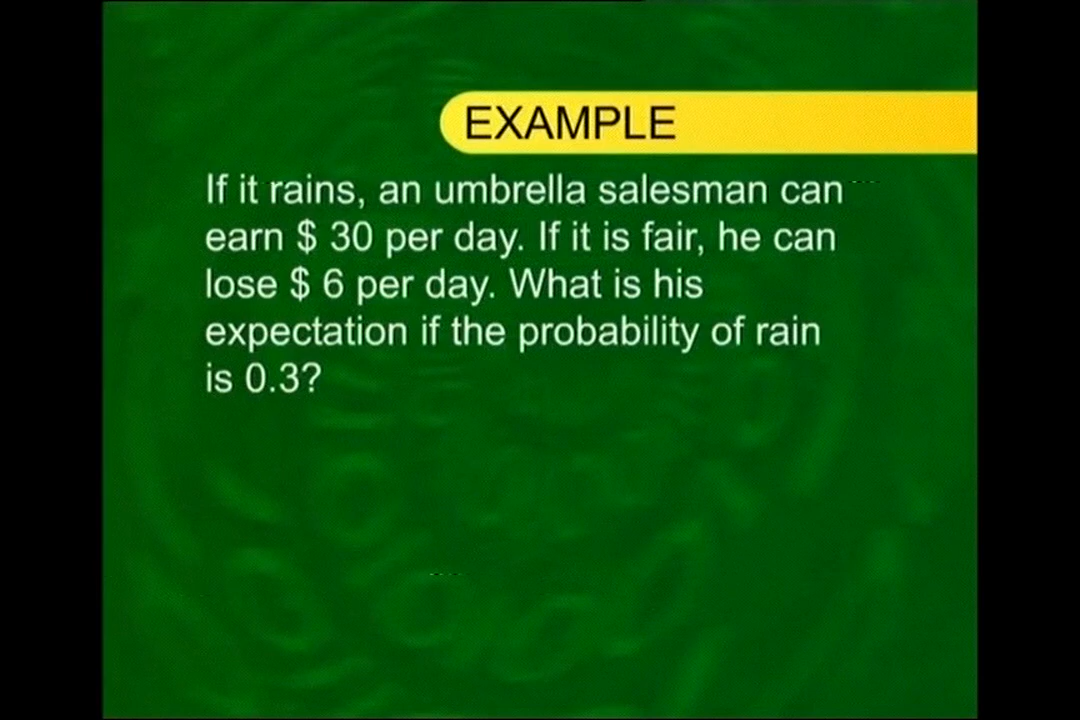 EXAMPLE
If it rains, an umbrella salesman can
earn $ 30 per day. If it is fair, he can
lose $ 6 per day. What is his
expectation if the probability of rain
is 0.3?